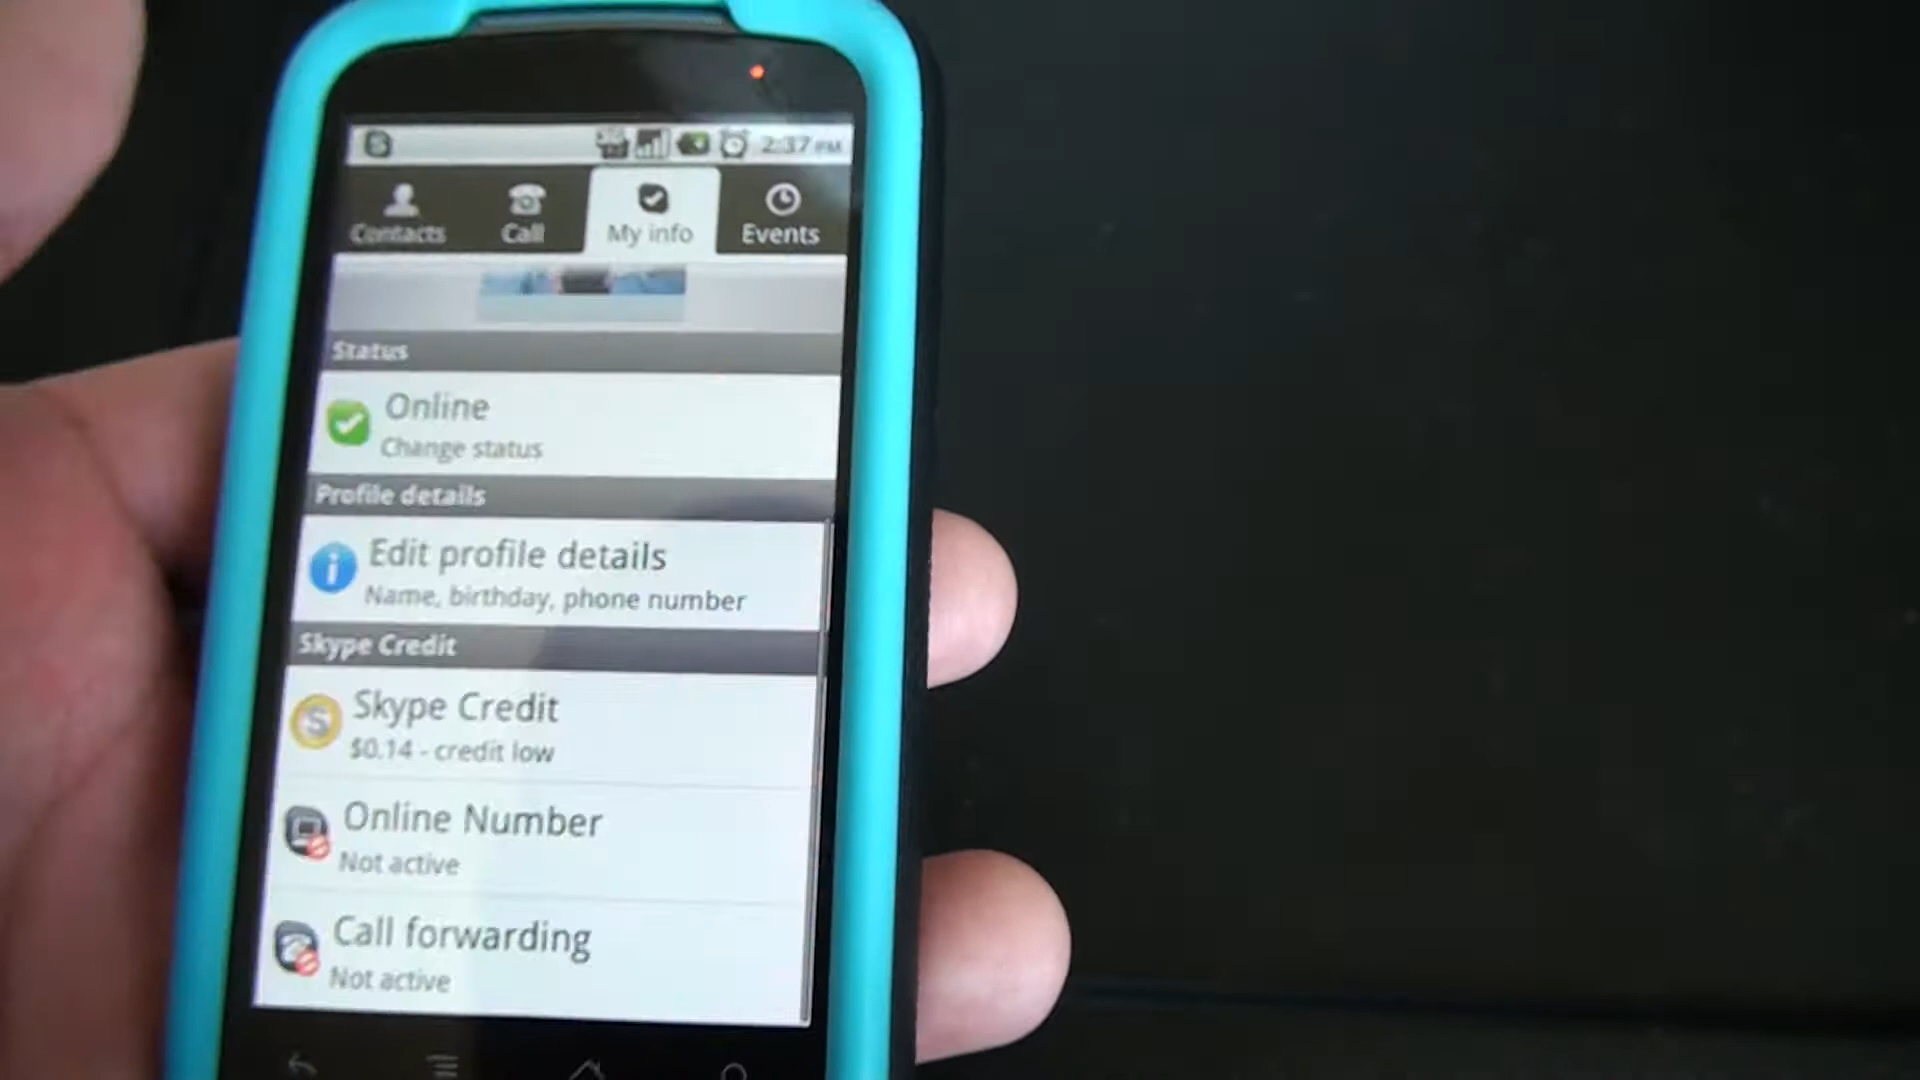 2:37 PM
Contacts Call My info Events
Status
Online
Change status
Profile details
Edit profile details
Name, birthday, phone number
Skype Credit
Skype Credit
$0.14 - credit low
Online Number
Not active
Call forwarding
Not active